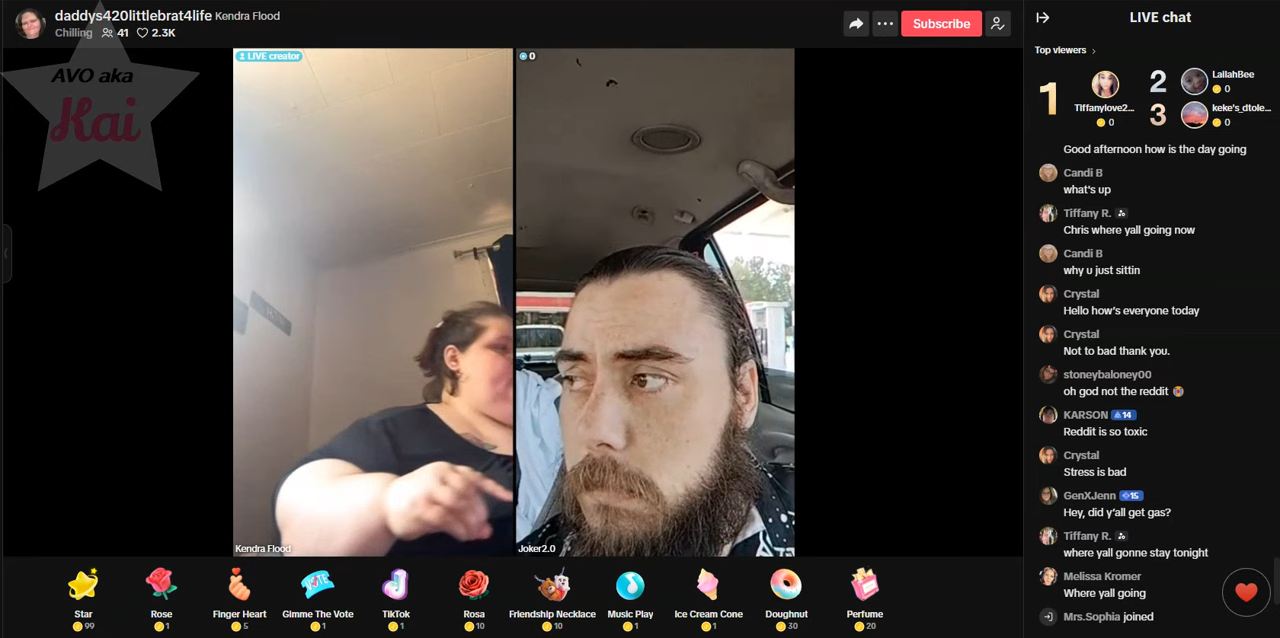 daddys420littlebrat4life Kendra Flood
Chilling 41 2.3K
Subscribe
AVO aka
Kai
LIVE creator
0
Kendra Flood
Joker2.0
Star
99
Rose
1
Finger Heart
5
VOTE
Gimme The Vote
1
TikTok
1
Rosa
10
Friendship Necklace
10
Music Play
1
Ice Cream Cone
1
Doughnut
30
Perfume
20
LIVE chat
Top viewers
1
Tiffanylove2...
0
2
LailahBee
0
3
keke's_dtole...
0
Good afternoon how is the day going
Candi B
what's up
Tiffany R.
Chris where yall going now
Candi B
why u just sittin
Crystal
Hello how's everyone today
Crystal
Not to bad thank you.
stoneybaloney00
oh god not the reddit
KARSON 14
Reddit is so toxic
Crystal
Stress is bad
GenXJenn 15
Hey, did y'all get gas?
Tiffany R.
where yall gonne stay tonight
Melissa Kromer
Where yall going
Mrs.Sophia joined